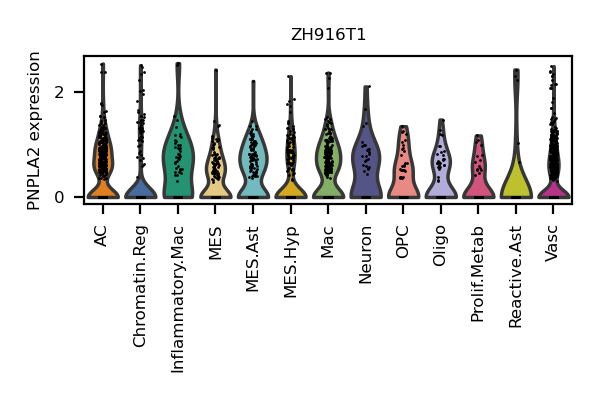 ZH916T1
PNPLA2 expression
2
0
AC
Chromatin.Reg
Inflammatory.Mac
MES
MES.Ast
MES.Hyp
Mac
Neuron
OPC
Oligo
Prolif.Metab
Reactive.Ast
Vasc